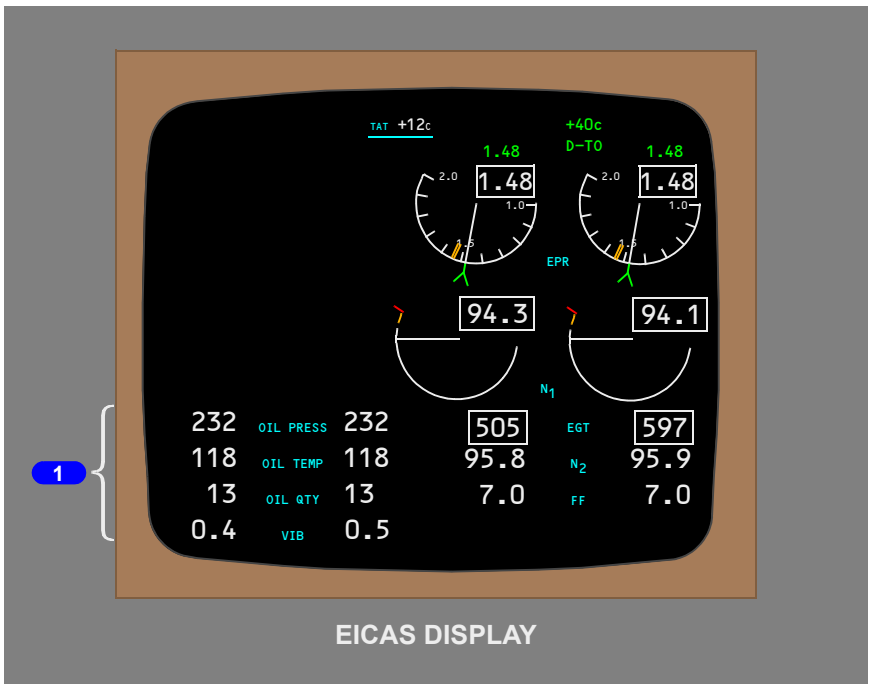 TAT +12c
+40c
D-TO
1.48 1.48
2.0 1.48 2.0 1.48
1.0 1.0
1.5 1.5
EPR
94.3 94.1
N1
232 OIL PRESS 232 505 EGT 597
118 OIL TEMP 118 95.8 N2 95.9
13 OIL QTY 13 7.0 FF 7.0
0.4 VIB 0.5
1
EICAS DISPLAY